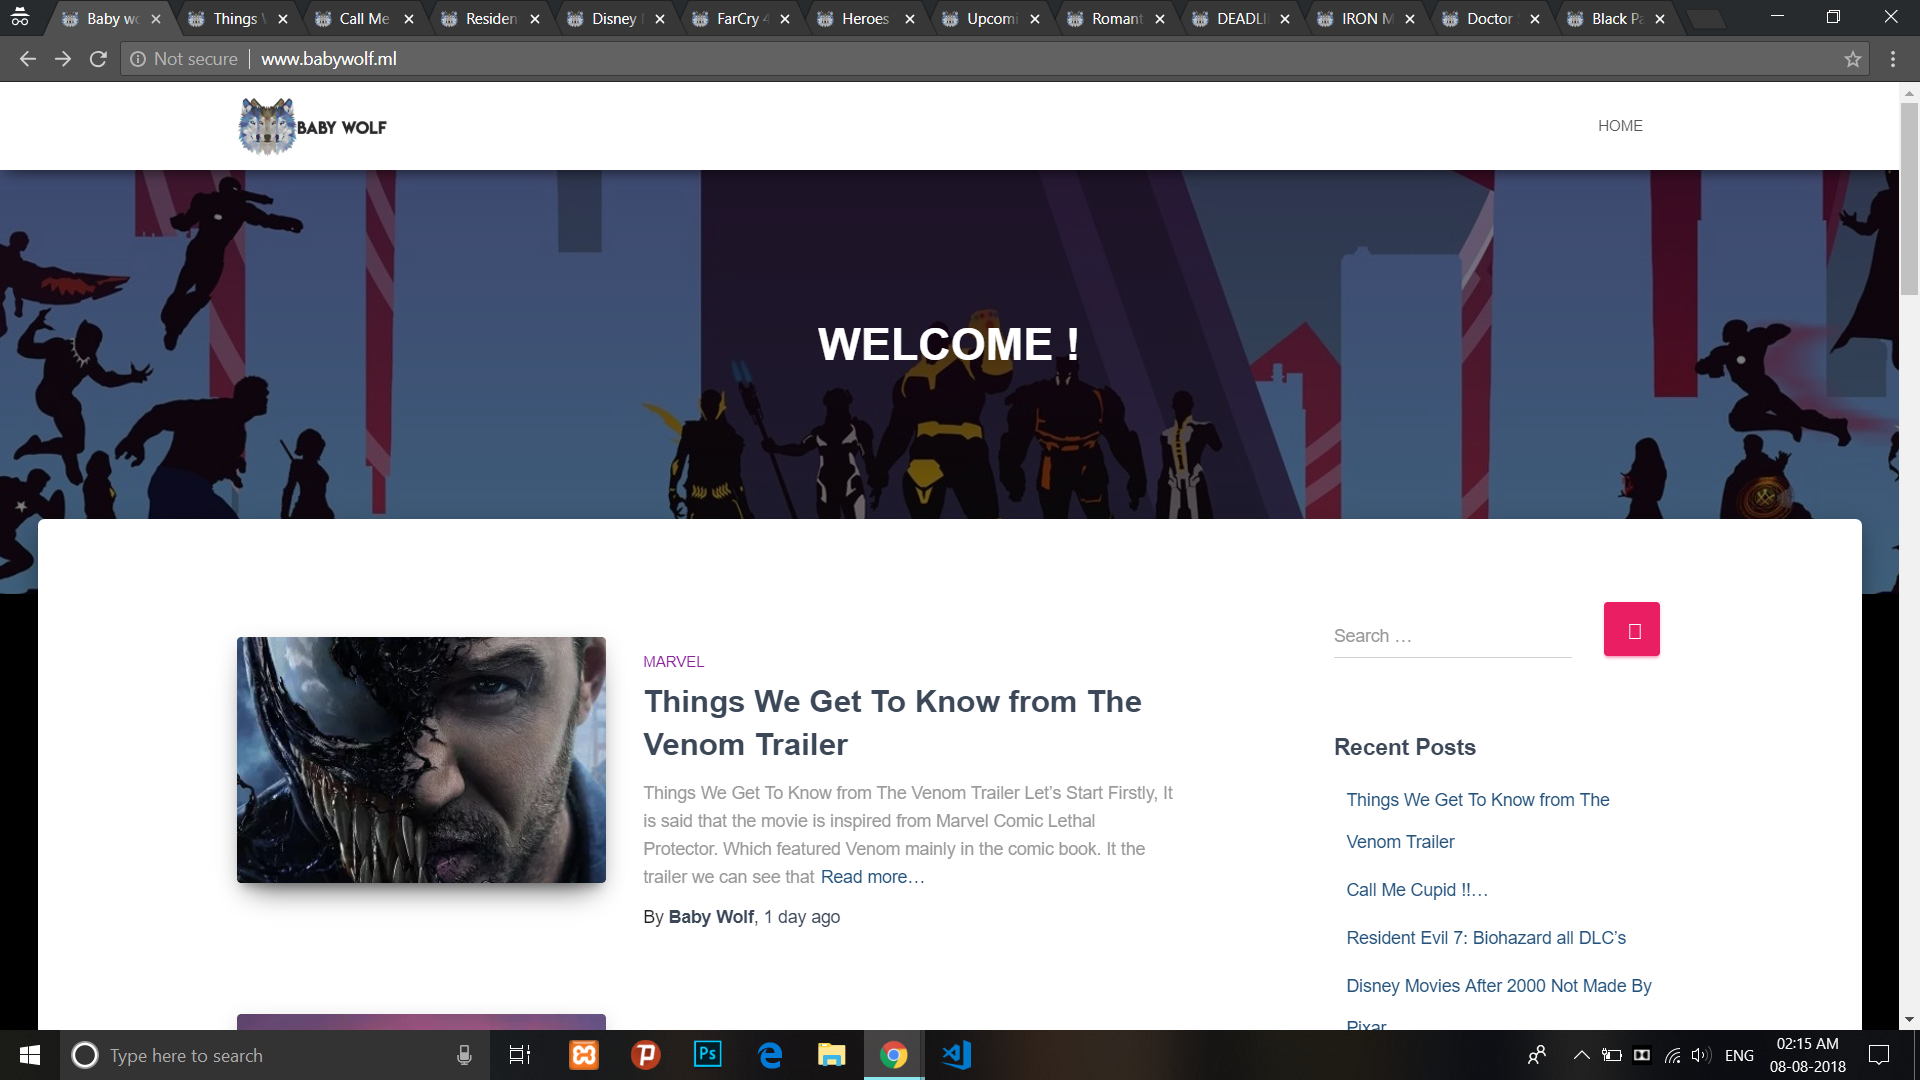 Baby wo
Things
Call Me
Residen
Disney
FarCry 4
Heroes
Upcomi
Romant
DEADLI
IRON M
Doctor
Black Pa
Not secure
www.babywolf.ml
BABY WOLF
HOME
WELCOME !
MARVEL
Things We Get To Know from The
Venom Trailer
Things We Get To Know from The Venom Trailer Let’s Start Firstly, It
is said that the movie is inspired from Marvel Comic Lethal
Protector. Which featured Venom mainly in the comic book. It the
trailer we can see that Read more…
By Baby Wolf, 1 day ago
Search …
Recent Posts
Things We Get To Know from The
Venom Trailer
Call Me Cupid !!…
Resident Evil 7: Biohazard all DLC’s
Disney Movies After 2000 Not Made By
Pixar
Type here to search
Ps
ENG
02:15 AM
08-08-2018